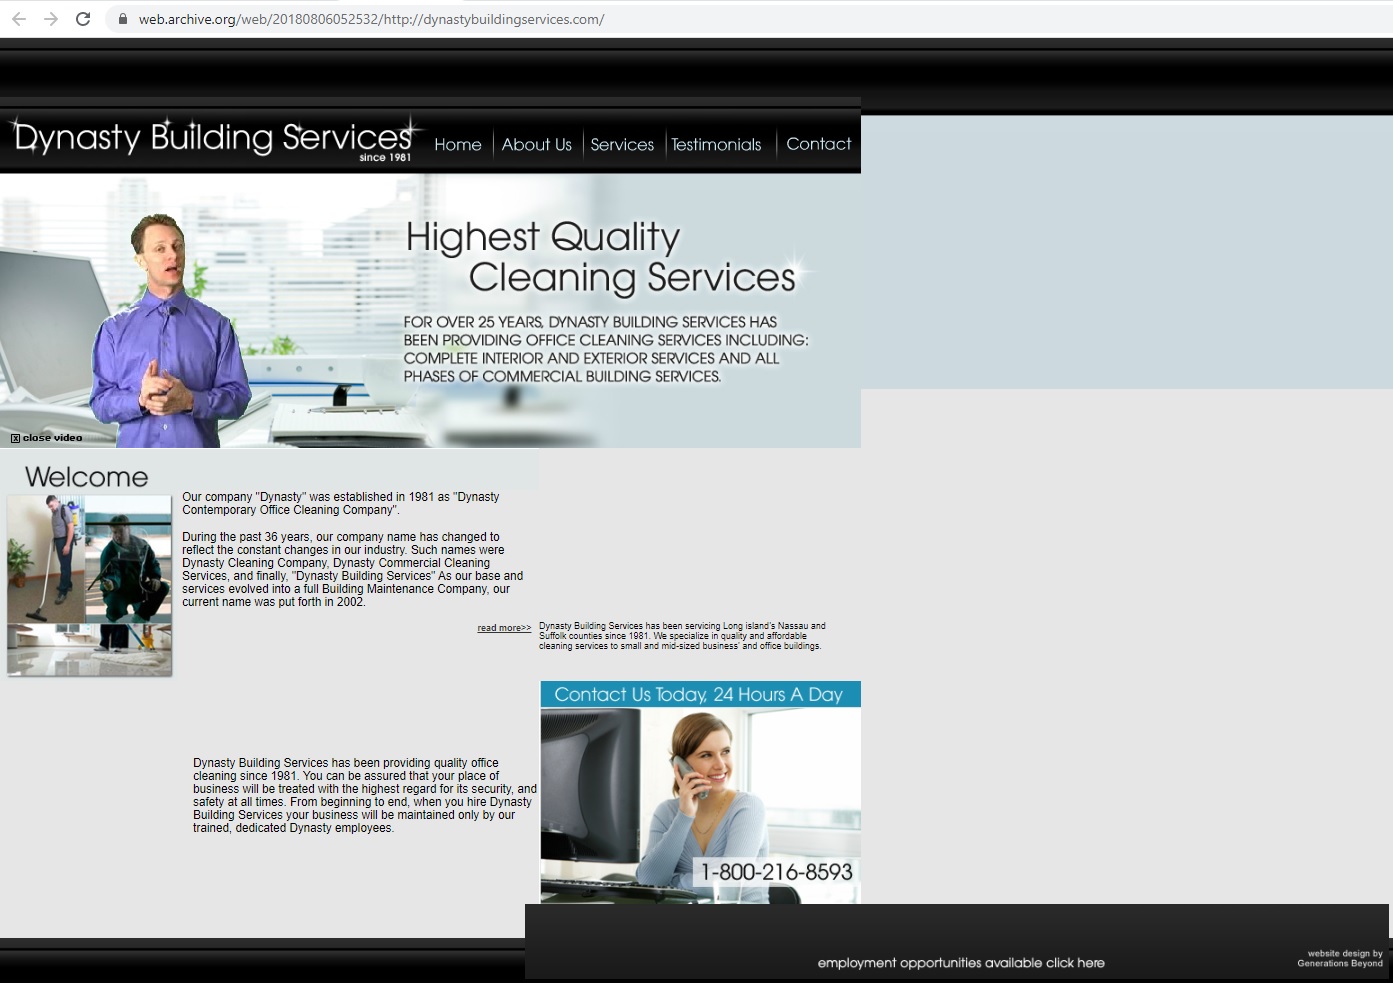 web.archive.org/web/20180806052532/http://dynastybuildingservices.com/
Dynasty Building Services
since 1981
Home
About Us
Services
Testimonials
Contact
Highest Quality
Cleaning Services
FOR OVER 25 YEARS, DYNASTY BUILDING SERVICES HAS
BEEN PROVIDING OFFICE CLEANING SERVICES INCLUDING:
COMPLETE INTERIOR AND EXTERIOR SERVICES AND ALL
PHASES OF COMMERCIAL BUILDING SERVICES.
x close video
Welcome
Our company "Dynasty" was established in 1981 as "Dynasty
Contemporary Office Cleaning Company".
During the past 36 years, our company name has changed to
reflect the constant changes in our industry. Such names were
Dynasty Cleaning Company, Dynasty Commercial Cleaning
Services, and finally, "Dynasty Building Services" As our base and
services evolved into a full Building Maintenance Company, our
current name was put forth in 2002.
read more>>
Dynasty Building Services has been servicing Long island's Nassau and
Suffolk counties since 1981. We specialize in quality and affordable
cleaning services to small and mid-sized business' and office buildings.
Contact Us Today, 24 Hours A Day
1-800-216-8593
Dynasty Building Services has been providing quality office
cleaning since 1981. You can be assured that your place of
business will be treated with the highest regard for its security, and
safety at all times. From beginning to end, when you hire Dynasty
Building Services your business will be maintained only by our
trained, dedicated Dynasty employees.
employment opportunities available click here
website design by
Generations Beyond